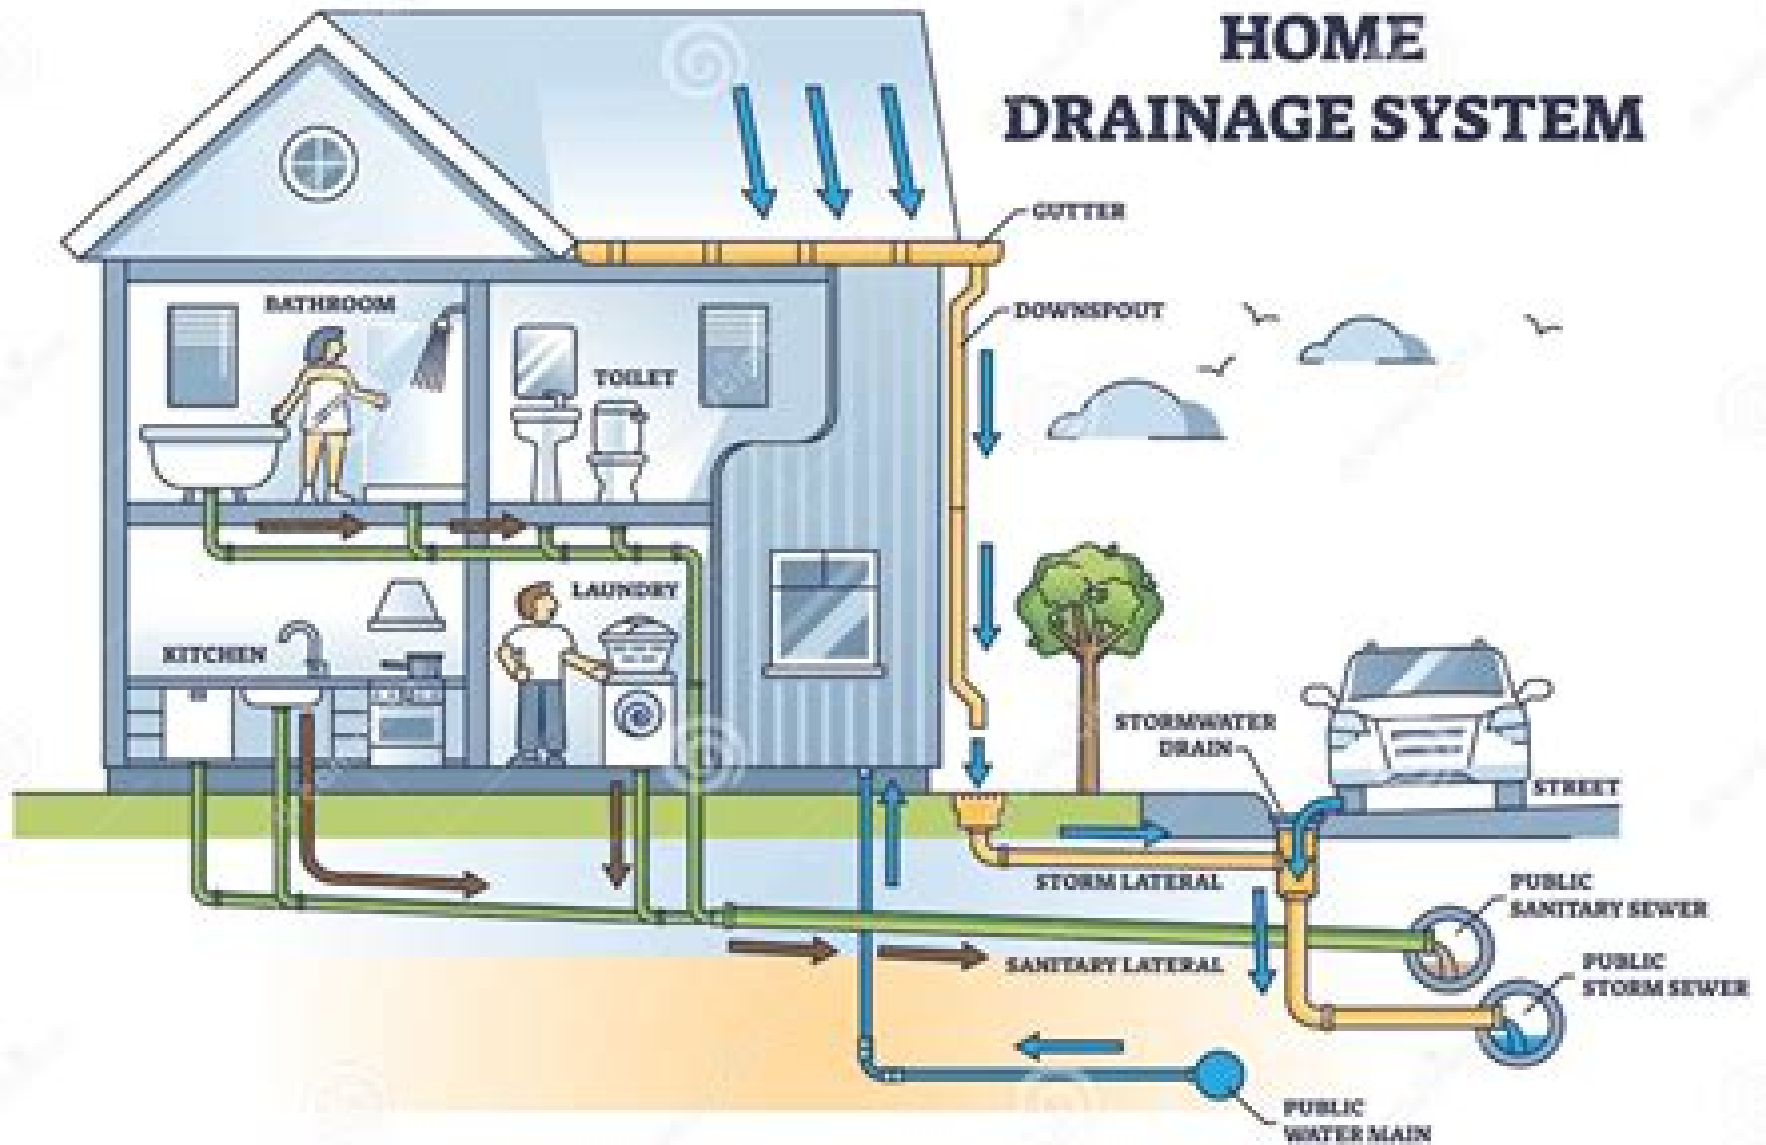 HOME
DRAINAGE SYSTEM
GUTTER
BATHROOM
DOWNSPOUT
TOILET
LAUNDRY
KITCHEN
STORMWATER
DRAIN
STREET
STORM LATERAL
PUBLIC
SANITARY SEWER
SANITARY LATERAL
PUBLIC
STORM SEWER
PUBLIC
WATER MAIN